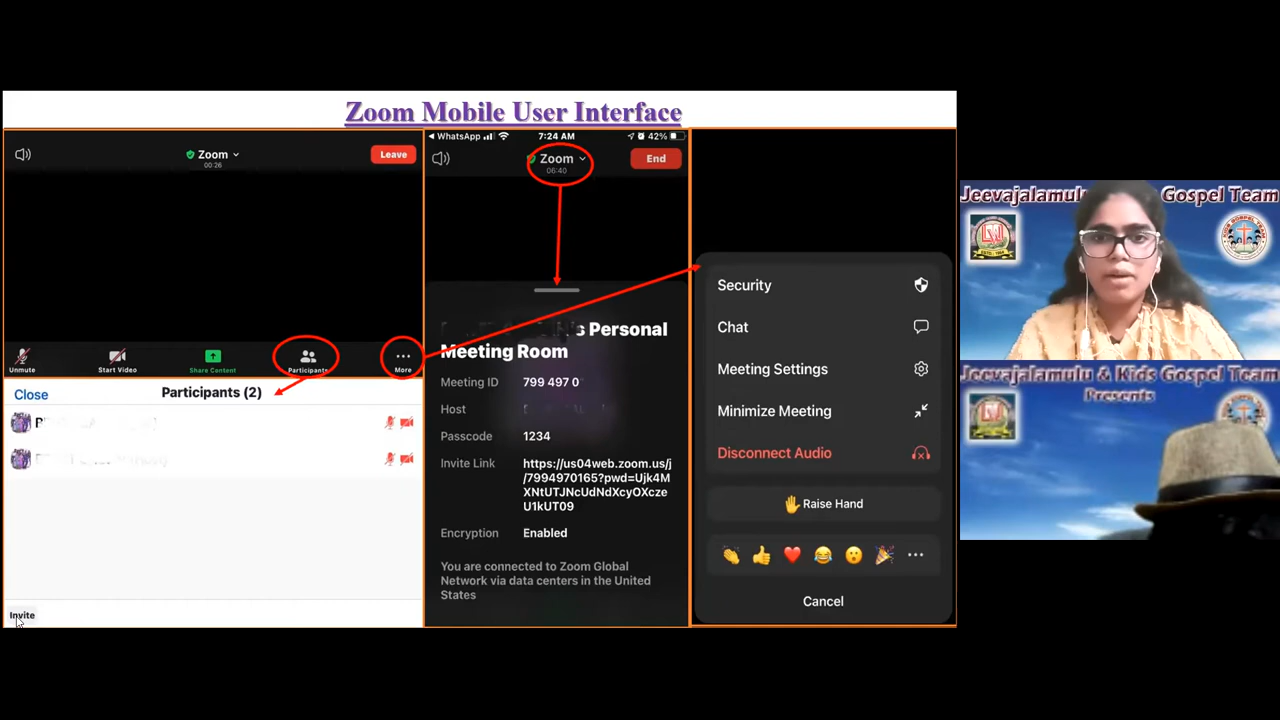 Zoom Mobile User Interface
Zoom
00:26
Leave
Unmute
Start Video
Share Content
Participants
More
Close
Participants (2)
Invite
WhatsApp
7:24 AM
42%
Zoom
06:40
End
s Personal
Meeting Room
Meeting ID
799 497 0
Host
Passcode
1234
Invite Link
https://us04web.zoom.us/j
/7994970165?pwd=Ujk4M
XNtUTJNcUdNdXcyOXcze
U1kUT09
Encryption
Enabled
You are connected to Zoom Global
Network via data centers in the United
States
Security
Chat
Meeting Settings
Minimize Meeting
Disconnect Audio
Raise Hand
Cancel
Jeevajalamulu
Gospel Team
Jeevajalamulu & Kids Gospel Team
Presents